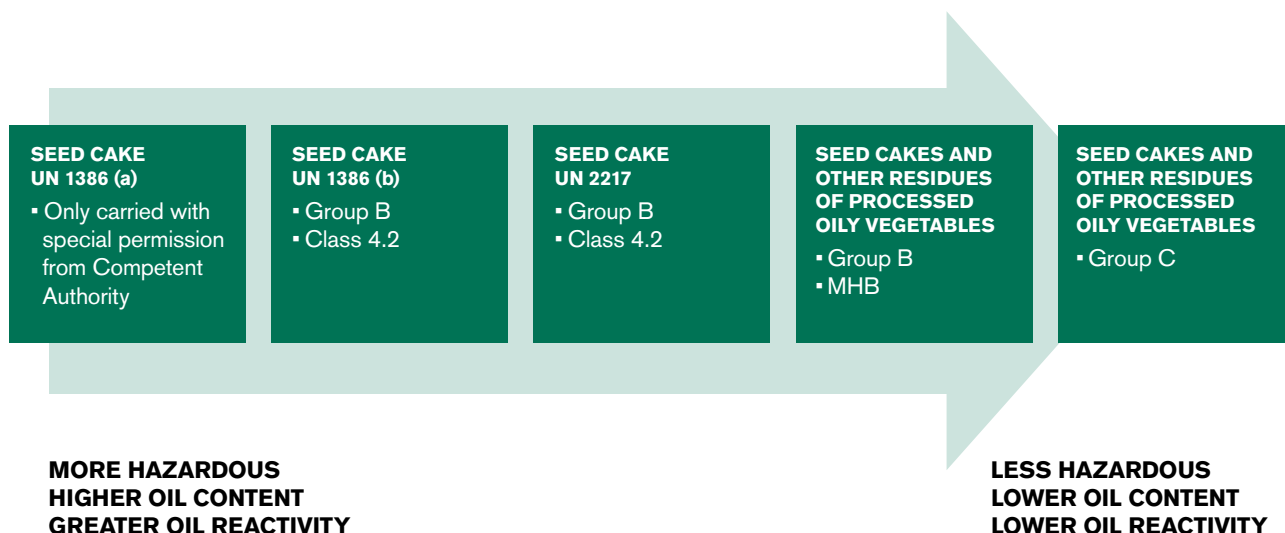 SEED CAKE
UN 1386 (a)
▪ Only carried with
special permission
from Competent
Authority
SEED CAKE
UN 1386 (b)
▪ Group B
▪ Class 4.2
SEED CAKE
UN 2217
▪ Group B
▪ Class 4.2
SEED CAKES AND
OTHER RESIDUES
OF PROCESSED
OILY VEGETABLES
▪ Group B
▪ MHB
SEED CAKES AND
OTHER RESIDUES
OF PROCESSED
OILY VEGETABLES
▪ Group C
MORE HAZARDOUS
HIGHER OIL CONTENT
GREATER OIL REACTIVITY
LESS HAZARDOUS
LOWER OIL CONTENT
LOWER OIL REACTIVITY